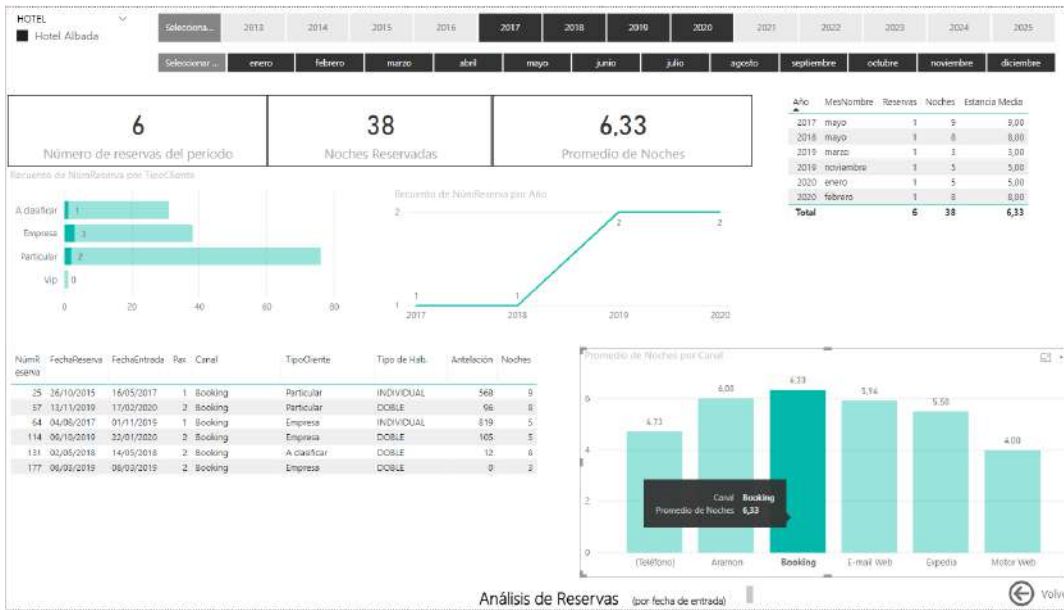 HOTEL
Hotel Albada
Selecciona... 2013 2014 2015 2016 2017 2018 2019 2020 2021 2022 2023 2024 2025
Seleccionar ... enero febrero marzo abril mayo junio julio agosto septiembre octubre noviembre diciembre
6
Número de reservas del periodo
38
Noches Reservadas
6,33
Promedio de Noches
Año MesNombre Reservas Noches Estancia Media
2017 mayo 1 9 9,00
2018 mayo 1 8 8,00
2019 marzo 1 3 3,00
2019 noviembre 1 5 5,00
2020 enero 1 5 5,00
2020 febrero 1 8 8,00
Total 6 38 6,33
Recuento de NúmReserva por TipoCliente
A clasificar 1
Empresa 3
Particular 2
Vip 0
0 20 40 60 80
Recuento de NúmReserva por Año
2
1
1 1 2 2
2017 2018 2019 2020
NúmR
eserva FechaReserva FechaEntrada Pax Canal TipoCliente Tipo de Hab. Antelación Noches
25 26/10/2015 16/05/2017 1 Booking Particular INDIVIDUAL 568 9
57 13/11/2019 17/02/2020 2 Booking Particular DOBLE 96 8
64 04/08/2017 01/11/2019 1 Booking Empresa INDIVIDUAL 819 5
114 09/10/2019 22/01/2020 2 Booking Empresa DOBLE 105 5
131 02/05/2018 14/05/2018 2 Booking A clasificar DOBLE 12 8
177 08/03/2019 08/03/2019 2 Booking Empresa DOBLE 0 3
Promedio de Noches por Canal
6
4
2
0
4.73 6.00 6.33 5.94 5.50 4.00
Canal Booking
Promedio de Noches 6,33
(Teléfono) Aramon Booking E-mail Web Expedia Motor Web
Análisis de Reservas (por fecha de entrada)